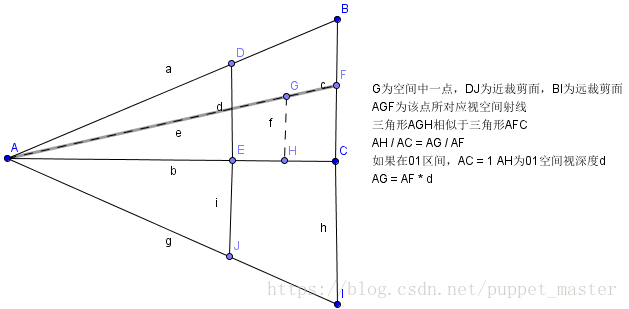 B
D
a
G
c
F
d
e
f
A
E
H
C
b
i
g
h
J
I
G为空间中一点，DJ为近裁剪面，BI为远裁剪面
AGF为该点所对应视空间射线
三角形AGH相似于三角形AFC
AH / AC = AG / AF
如果在01区间，AC = 1 AH为01空间视深度d
AG = AF * d
https://blog.csdn.net/puppet_master